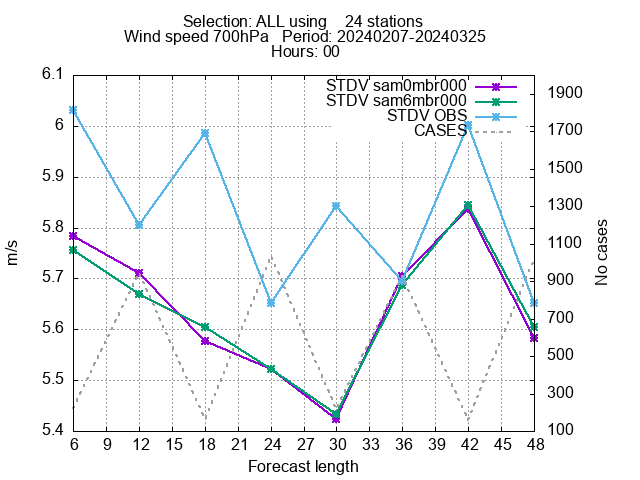 Selection: ALL using    24 stations
Wind speed 700hPa   Period: 20240207-20240325
Hours: 00
STDV sam0mbr000
STDV sam6mbr000
STDV OBS
CASES
6.1
6
5.9
5.8
5.7
5.6
5.5
5.4
m/s
1900
1700
1500
1300
1100
900
700
500
300
100
No cases
6 9 12 15 18 21 24 27 30 33 36 39 42 45 48
Forecast length